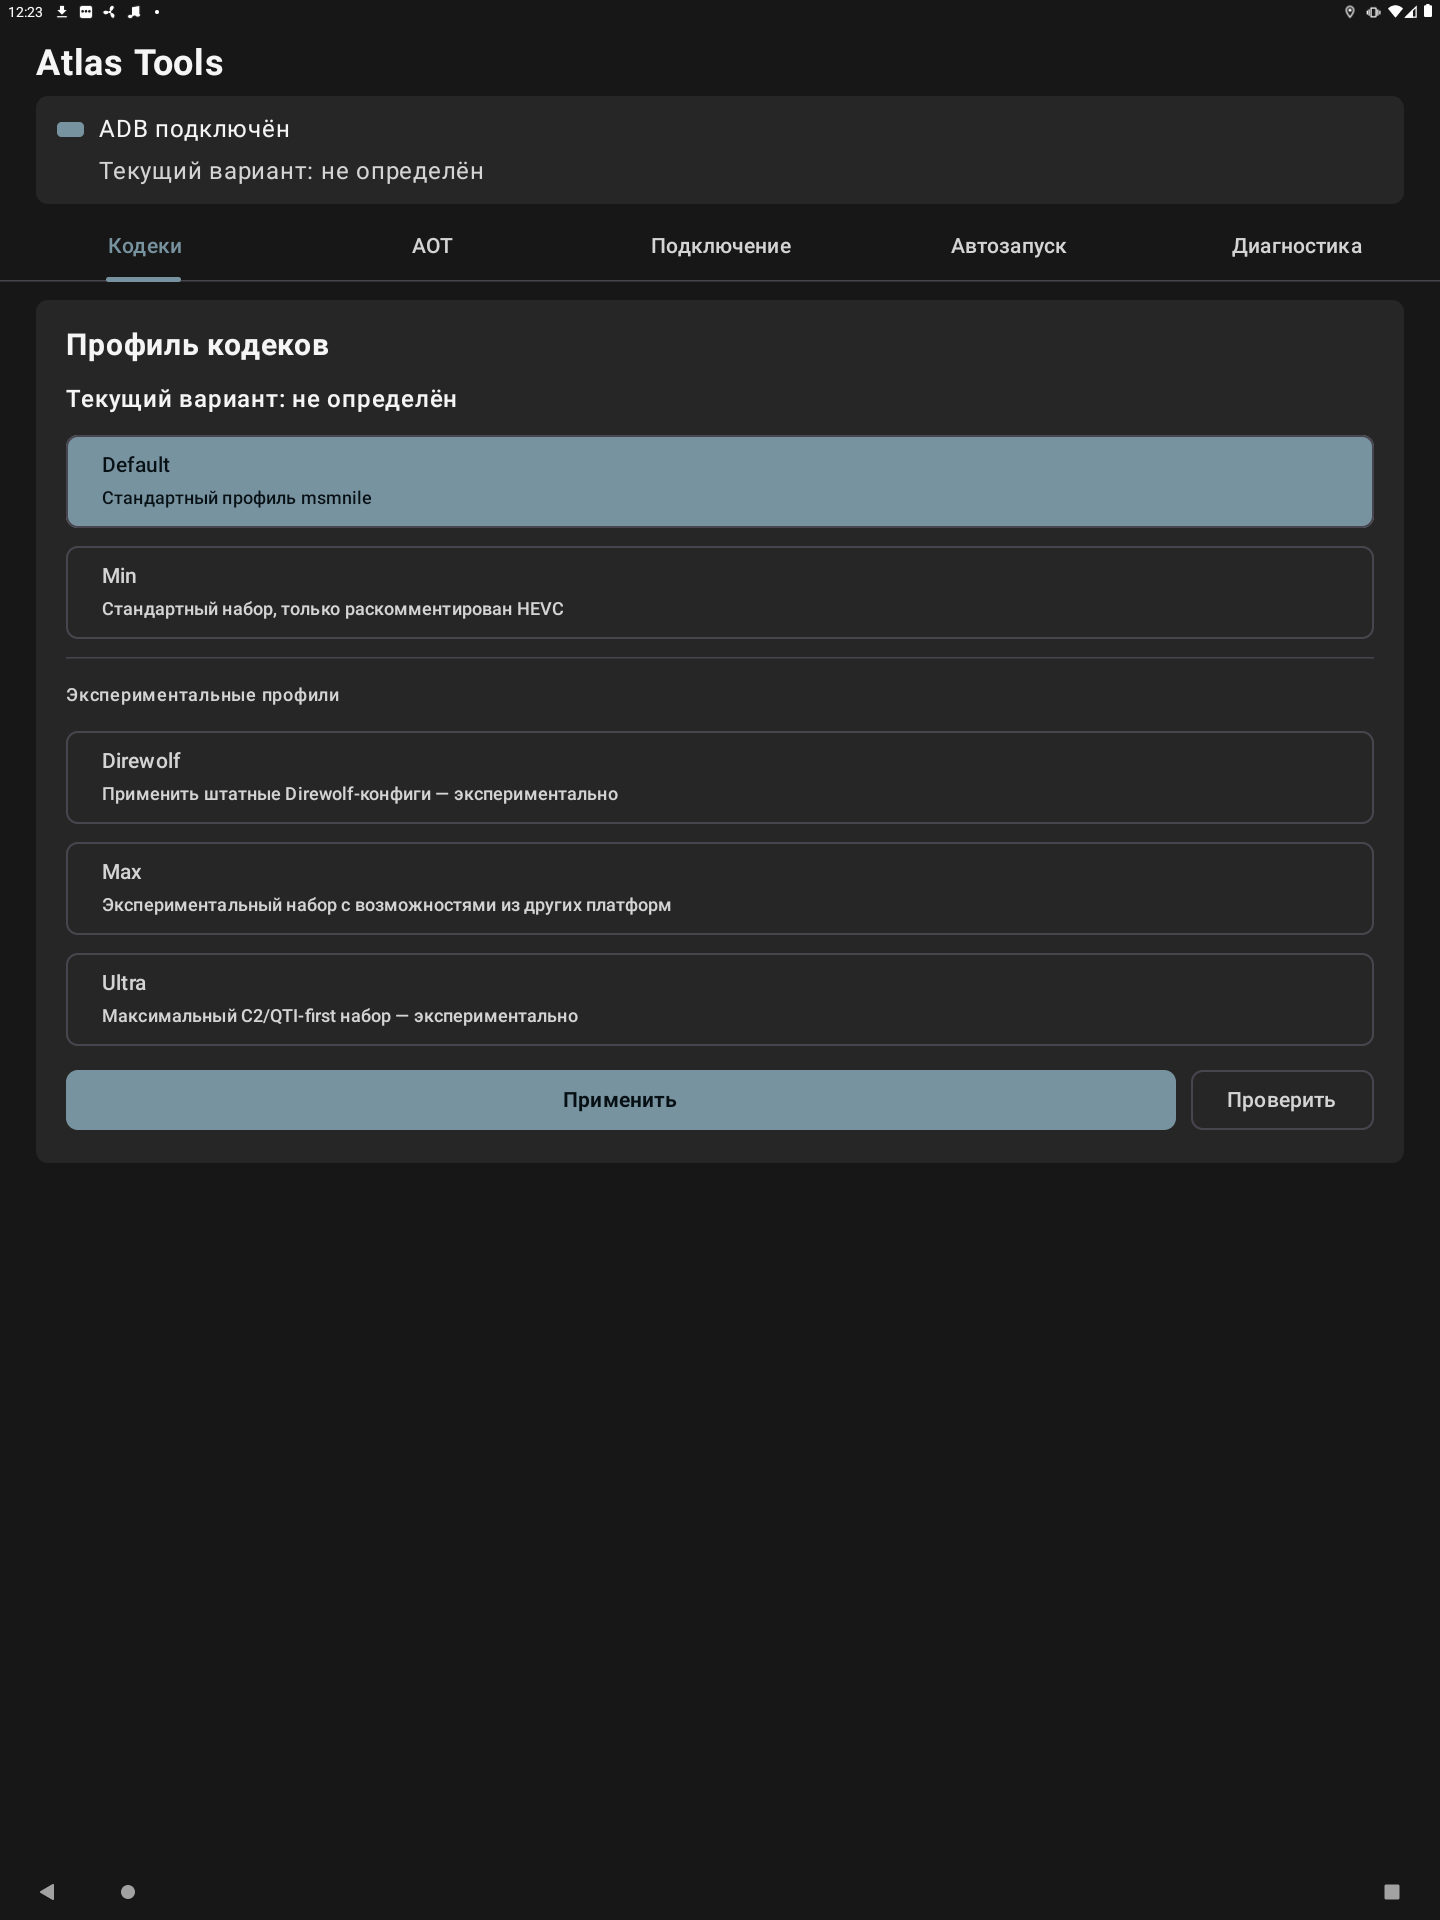 12:23
Atlas Tools
ADB подключён
Текущий вариант: не определён
Кодеки
АОТ
Подключение
Автозапуск
Диагностика
Профиль кодеков
Текущий вариант: не определён
Default
Стандартный профиль msmnile
Min
Стандартный набор, только раскомментирован HEVC
Экспериментальные профили
Direwolf
Применить штатные Direwolf-конфиги — экспериментально
Max
Экспериментальный набор с возможностями из других платформ
Ultra
Максимальный C2/QTI-first набор — экспериментально
Применить
Проверить